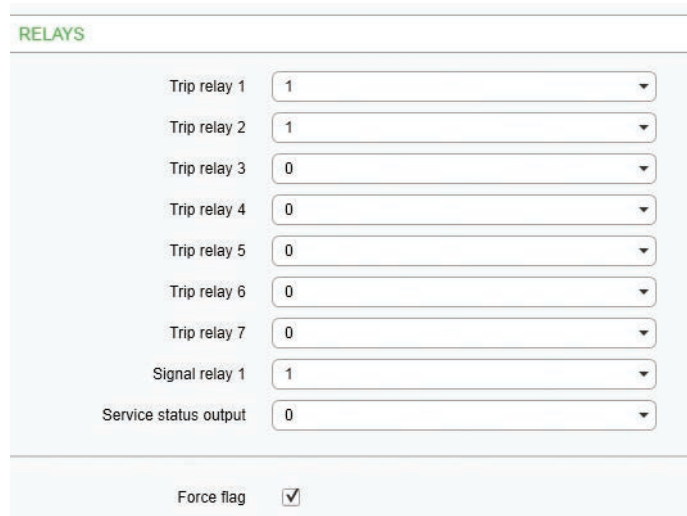 RELAYS
Trip relay 1 1
Trip relay 2 1
Trip relay 3 0
Trip relay 4 0
Trip relay 5 0
Trip relay 6 0
Trip relay 7 0
Signal relay 1 1
Service status output 0
Force flag